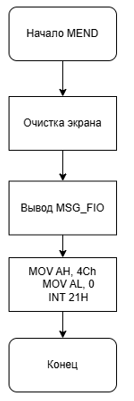 Начало MEND
Очистка экрана
Вывод MSG_FIO
MOV AH, 4Ch
MOV AL, 0
INT 21H
Конец